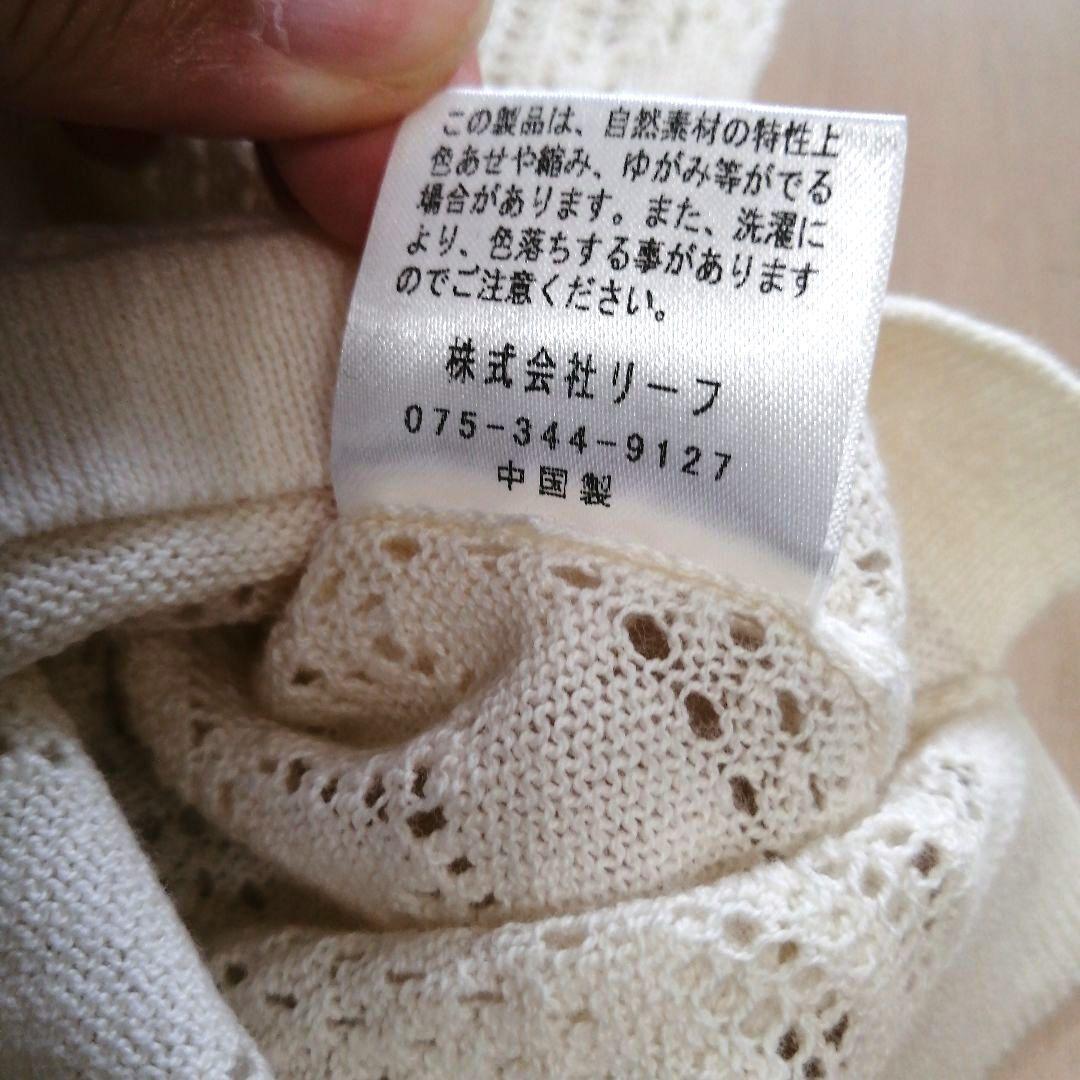 この製品は、自然素材の特性上
色あせや縮み、ゆがみ等がでる
場合があります。また、洗濯に
より、色落ちする事があります
のでご注意ください。
株式会社リーフ
075-344-9127
中国製